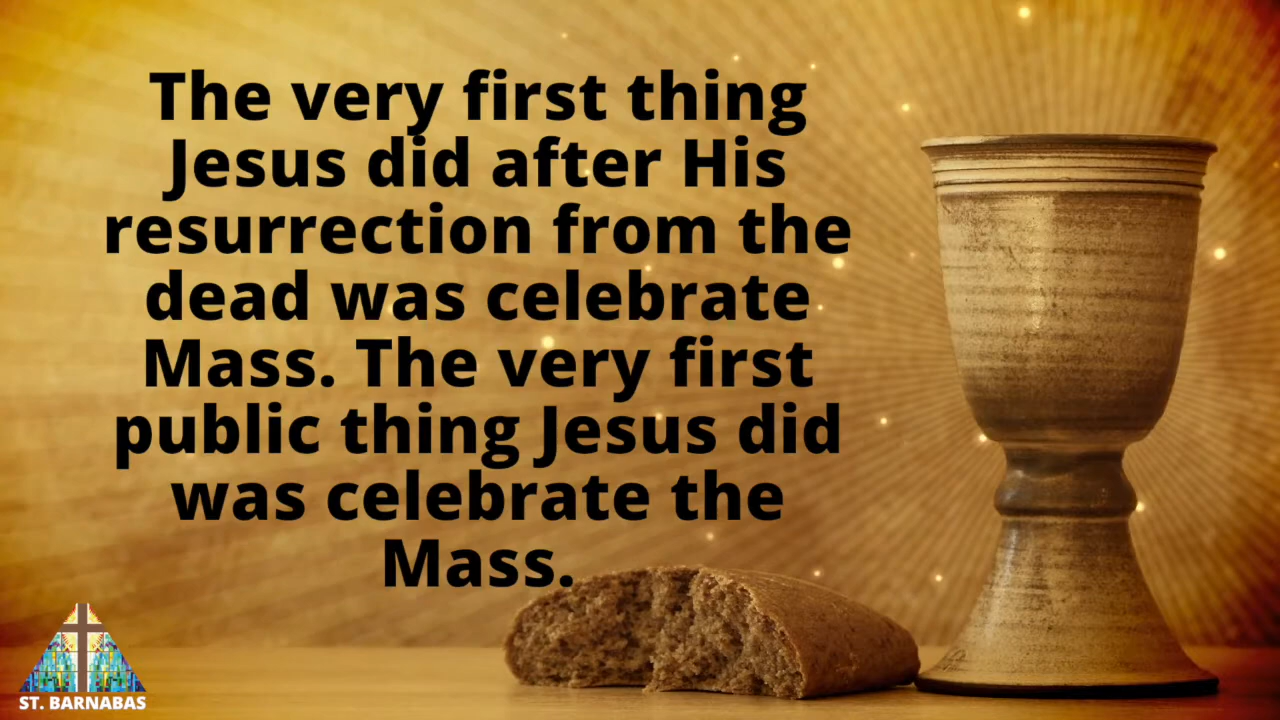 The very first thing
Jesus did after His
resurrection from the
dead was celebrate
Mass. The very first
public thing Jesus did
was celebrate the
Mass.
ST. BARNABAS